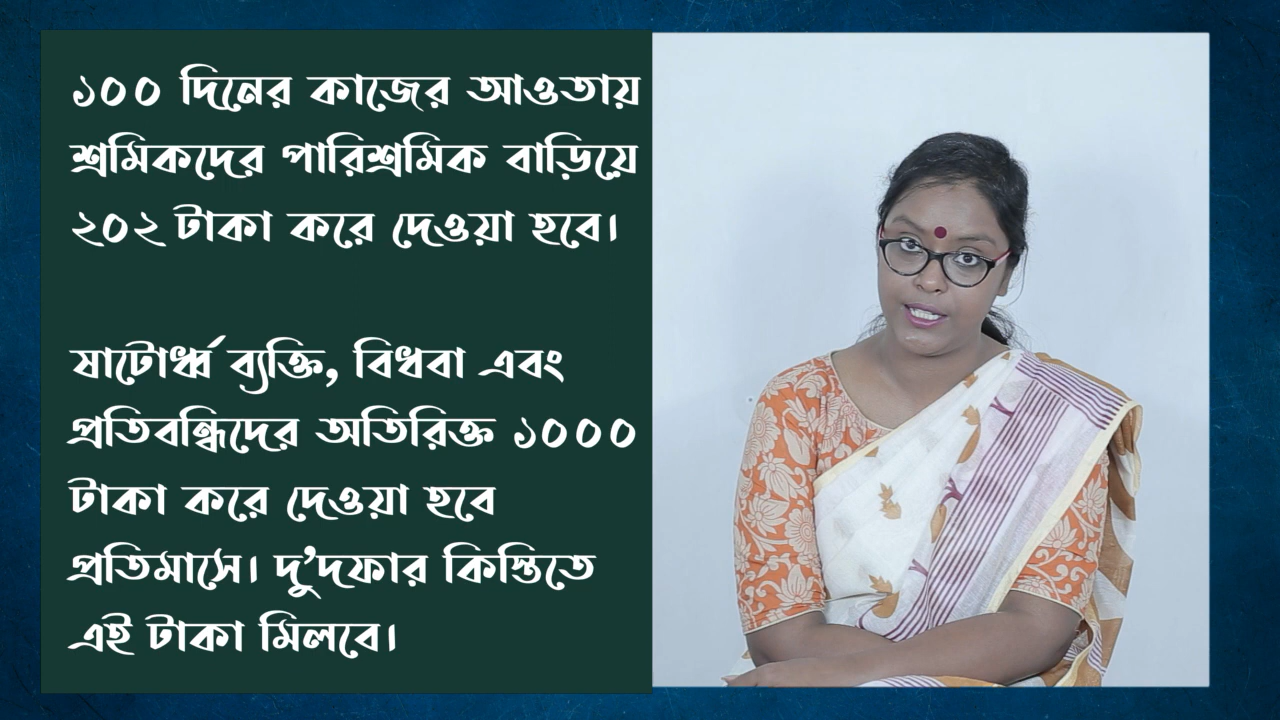 ১০০ দিনের কাজের আওতায়
শ্রমিকদের পারিশ্রমিক বাড়িয়ে
২০২ টাকা করে দেওয়া হবে।
ষাটোর্ধ্ব ব্যক্তি, বিধবা এবং
প্রতিবন্ধিদের অতিরিক্ত ১০০০
টাকা করে দেওয়া হবে
প্রতিমাসে। দু’দফার কিস্তিতে
এই টাকা মিলবে।